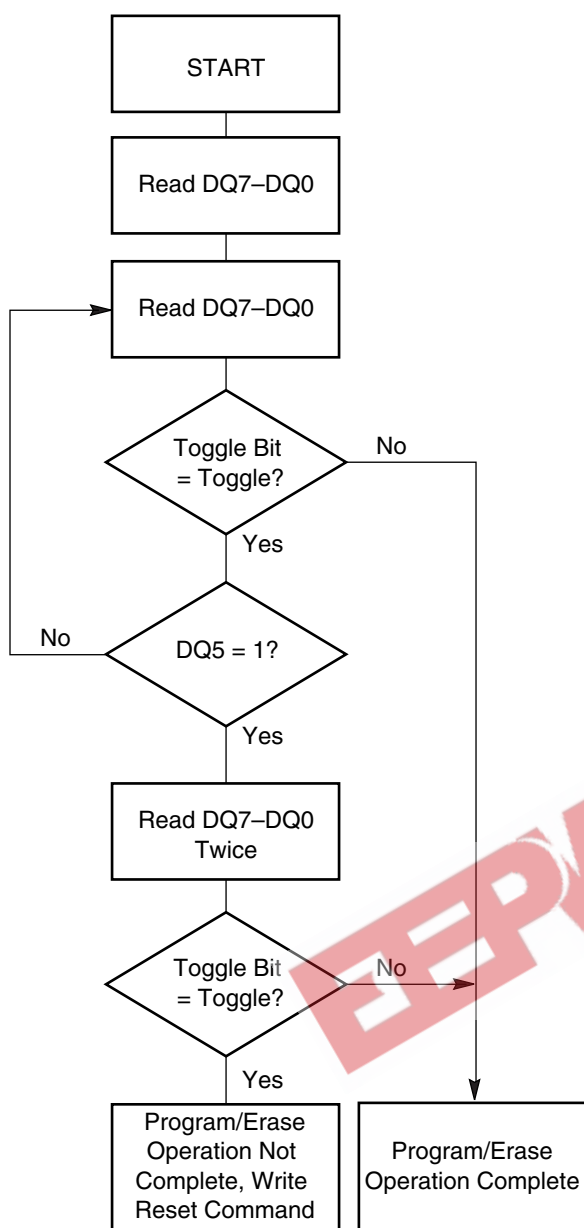 START
Read DQ7–DQ0
Read DQ7–DQ0
Toggle Bit
= Toggle?
No
Yes
DQ5 = 1?
No
Yes
Read DQ7–DQ0
Twice
Toggle Bit
= Toggle?
No
Yes
Program/Erase
Operation Not
Complete, Write
Reset Command
Program/Erase
Operation Complete